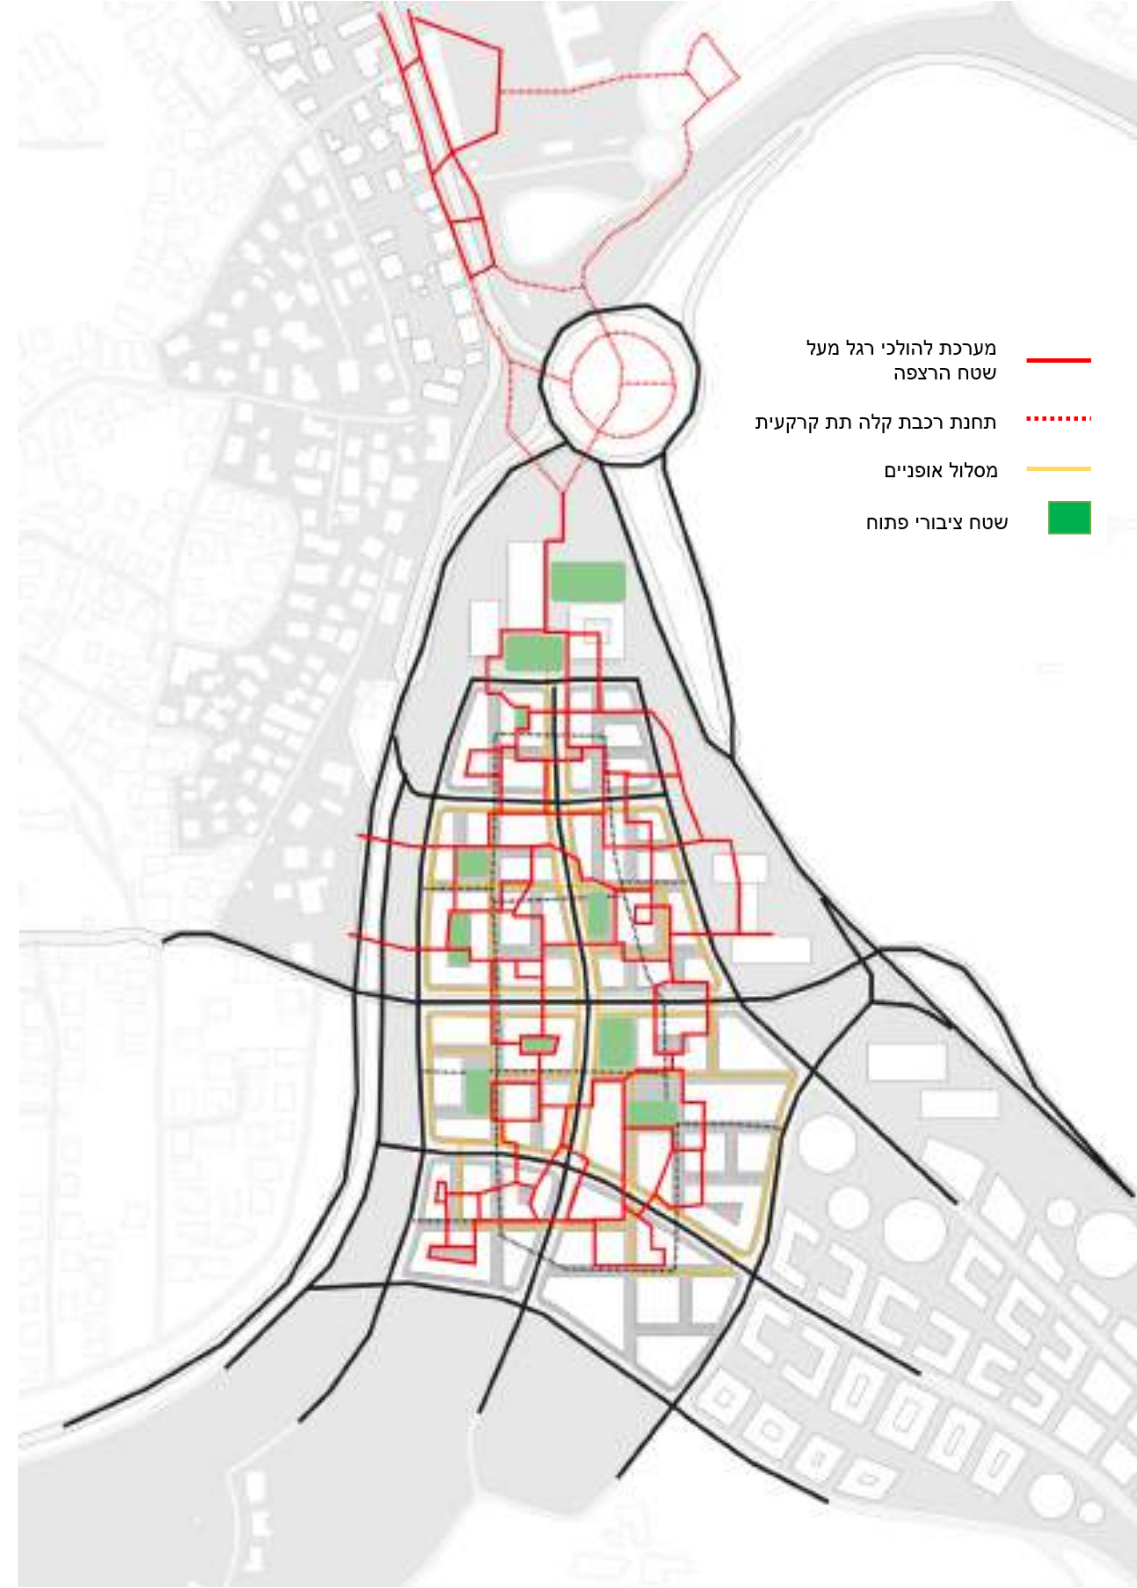 מערכת להולכי רגל מעל
שטח הרצפה
תחנת רכבת קלה תת קרקעית
מסלול אופניים
שטח ציבורי פתוח